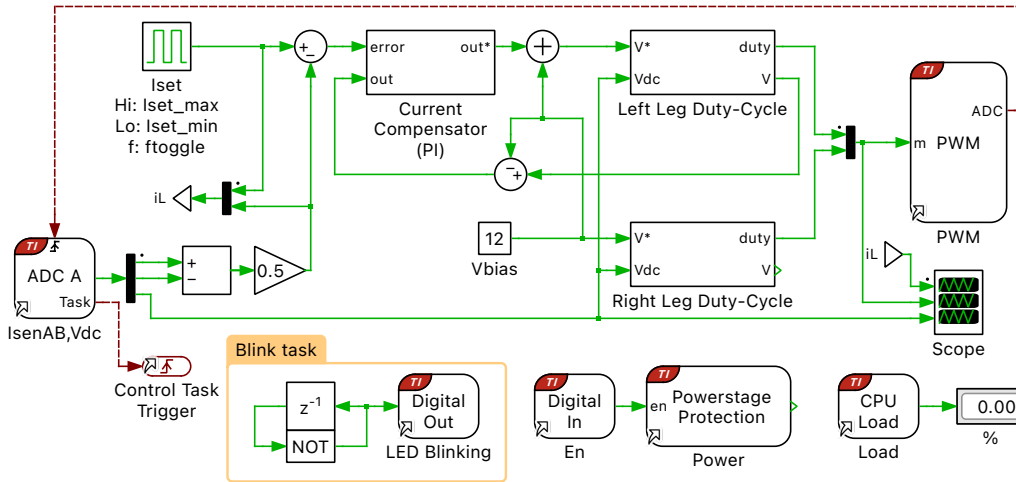 Iset
Hi: Iset_max
Lo: Iset_min
f: ftoggle
+
−
error
out
out*
Current
Compensator
(PI)
+
−
+
V*
Vdc
duty
V
Left Leg Duty-Cycle
TI
m
PWM
ADC
PWM
iL
TI
ADC A
Task
IsenAB,Vdc
+
−
0.5
12
Vbias
V*
Vdc
duty
V
Right Leg Duty-Cycle
iL
Scope
Control Task
Trigger
Blink task
z-1
NOT
TI
Digital
Out
LED Blinking
TI
Digital
In
En
TI
en
Powerstage
Protection
Power
TI
CPU
Load
Load
0.00
%